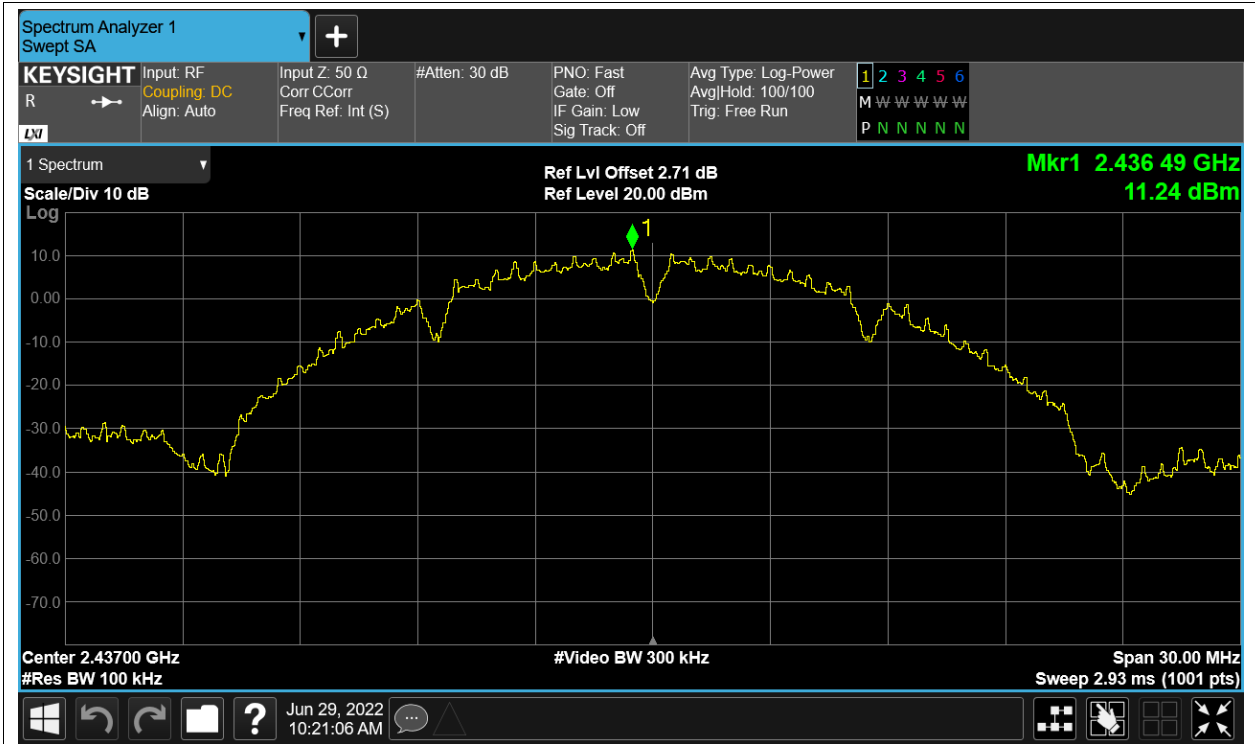 Spectrum Analyzer 1
Swept SA
KEYSIGHT
R
LXI
Input: RF
Coupling: DC
Align: Auto
Input Z: 50 Ω
Corr CCorr
Freq Ref: Int (S)
#Atten: 30 dB
PNO: Fast
Gate: Off
IF Gain: Low
Sig Track: Off
Avg Type: Log-Power
Avg|Hold: 100/100
Trig: Free Run
1 2 3 4 5 6
M W W W W W
P N N N N N
1 Spectrum
Scale/Div 10 dB
Log
Ref Lvl Offset 2.71 dB
Ref Level 20.00 dBm
Mkr1 2.436 49 GHz
11.24 dBm
1
10.0
0.00
-10.0
-20.0
-30.0
-40.0
-50.0
-60.0
-70.0
Center 2.43700 GHz
#Video BW 300 kHz
Span 30.00 MHz
#Res BW 100 kHz
Sweep 2.93 ms (1001 pts)
?
Jun 29, 2022
10:21:06 AM